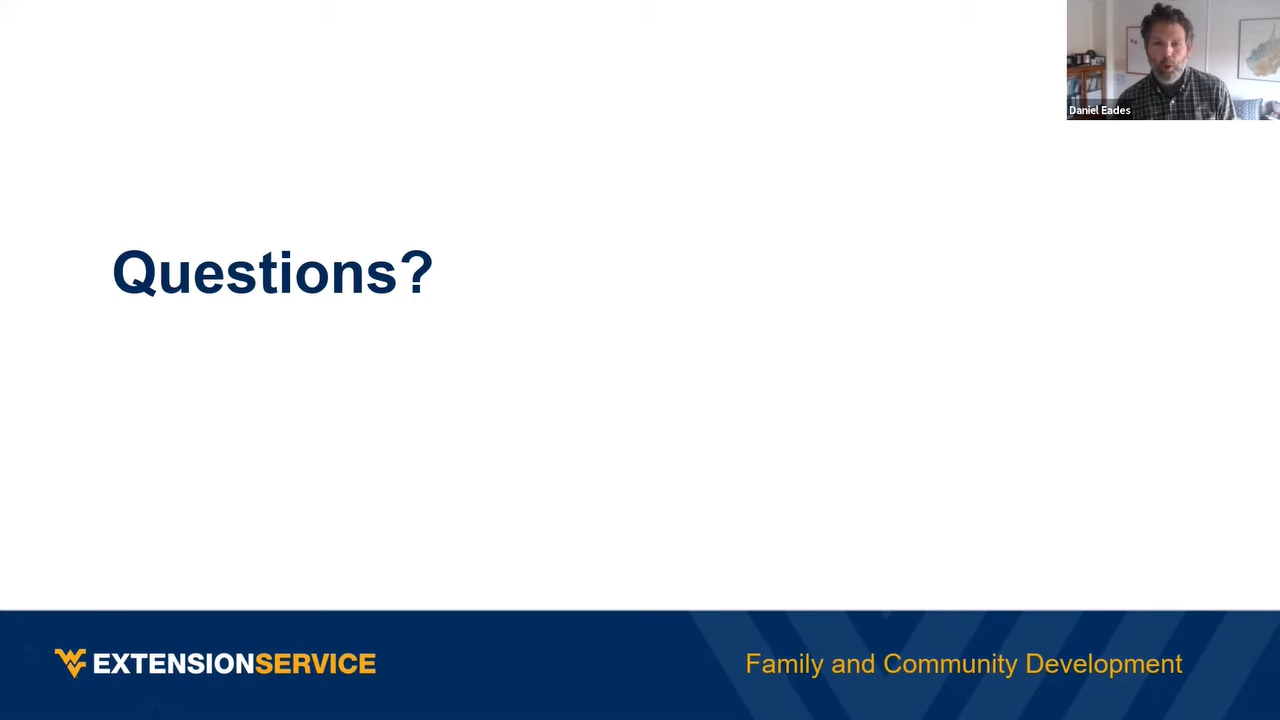 Daniel Eades
Questions?
EXTENSIONSERVICE
Family and Community Development